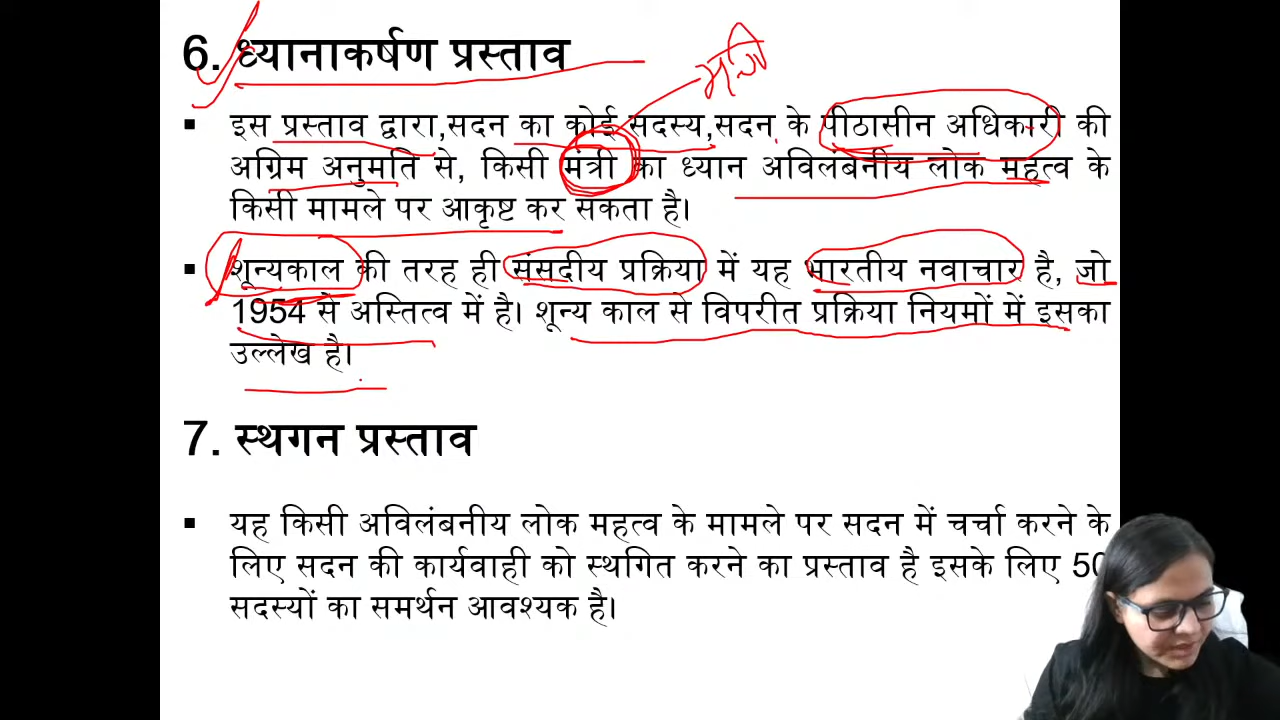 6. ध्यानाकर्षण प्रस्ताव
मंत्री
▪ इस प्रस्ताव द्वारा,सदन का कोई सदस्य,सदन के पीठासीन अधिकारी की
अग्रिम अनुमति से, किसी मंत्री का ध्यान अविलंबनीय लोक महत्व के
किसी मामले पर आकृष्ट कर सकता है।
▪ शून्यकाल की तरह ही संसदीय प्रक्रिया में यह भारतीय नवाचार है, जो
1954 से अस्तित्व में है। शून्य काल से विपरीत प्रक्रिया नियमों में इसका
उल्लेख है।
7. स्थगन प्रस्ताव
▪ यह किसी अविलंबनीय लोक महत्व के मामले पर सदन में चर्चा करने के
लिए सदन की कार्यवाही को स्थगित करने का प्रस्ताव है इसके लिए 50
सदस्यों का समर्थन आवश्यक है।